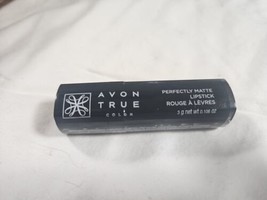 AVON
TRUE
COLOR
PERFECTLY MATTE
LIPSTICK
ROUGE À LÈVRES